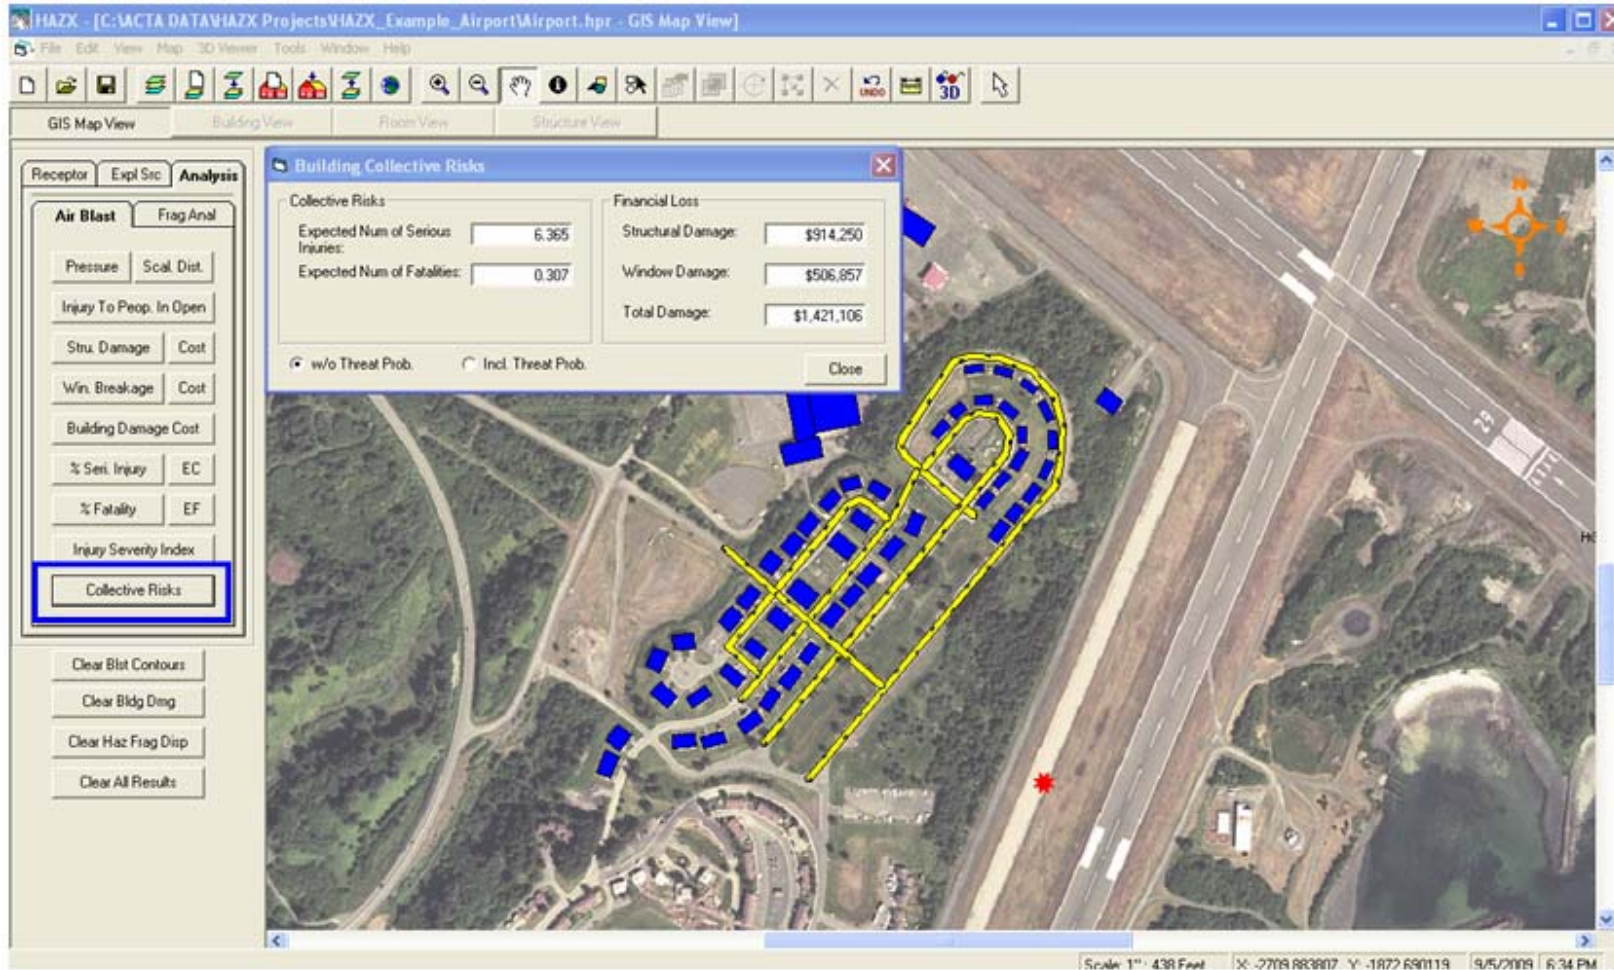 HAZX - [C:\ACTA DATA\HAZX Projects\HAZX_Example_Airport\Airport.hpr - GIS Map View]
File Edit View Map 3D Viewer Tools Window Help
UNDO 3D
GIS Map View Building View Room View Structure View
Receptor Expl Src Analysis
Air Blast Frag Anal
Pressure Scal. Dist.
Injury To Peop. In Open
Stru. Damage Cost
Win. Breakage Cost
Building Damage Cost
% Seri. Injury EC
% Fatality EF
Injury Severity Index
Collective Risks
Clear Blst Contours
Clear Bldg Dmg
Clear Haz Frag Disp
Clear All Results
Building Collective Risks
Collective Risks
Expected Num of Serious
Injuries: 6.365
Expected Num of Fatalities: 0.307
Financial Loss
Structural Damage: $914,250
Window Damage: $506,857
Total Damage: $1,421,106
w/o Threat Prob. Incl. Threat Prob. Close
N
29
Scale: 1" : 438 Feet X: -2709.883807 Y: -1872.690119 9/5/2009 6:34 PM